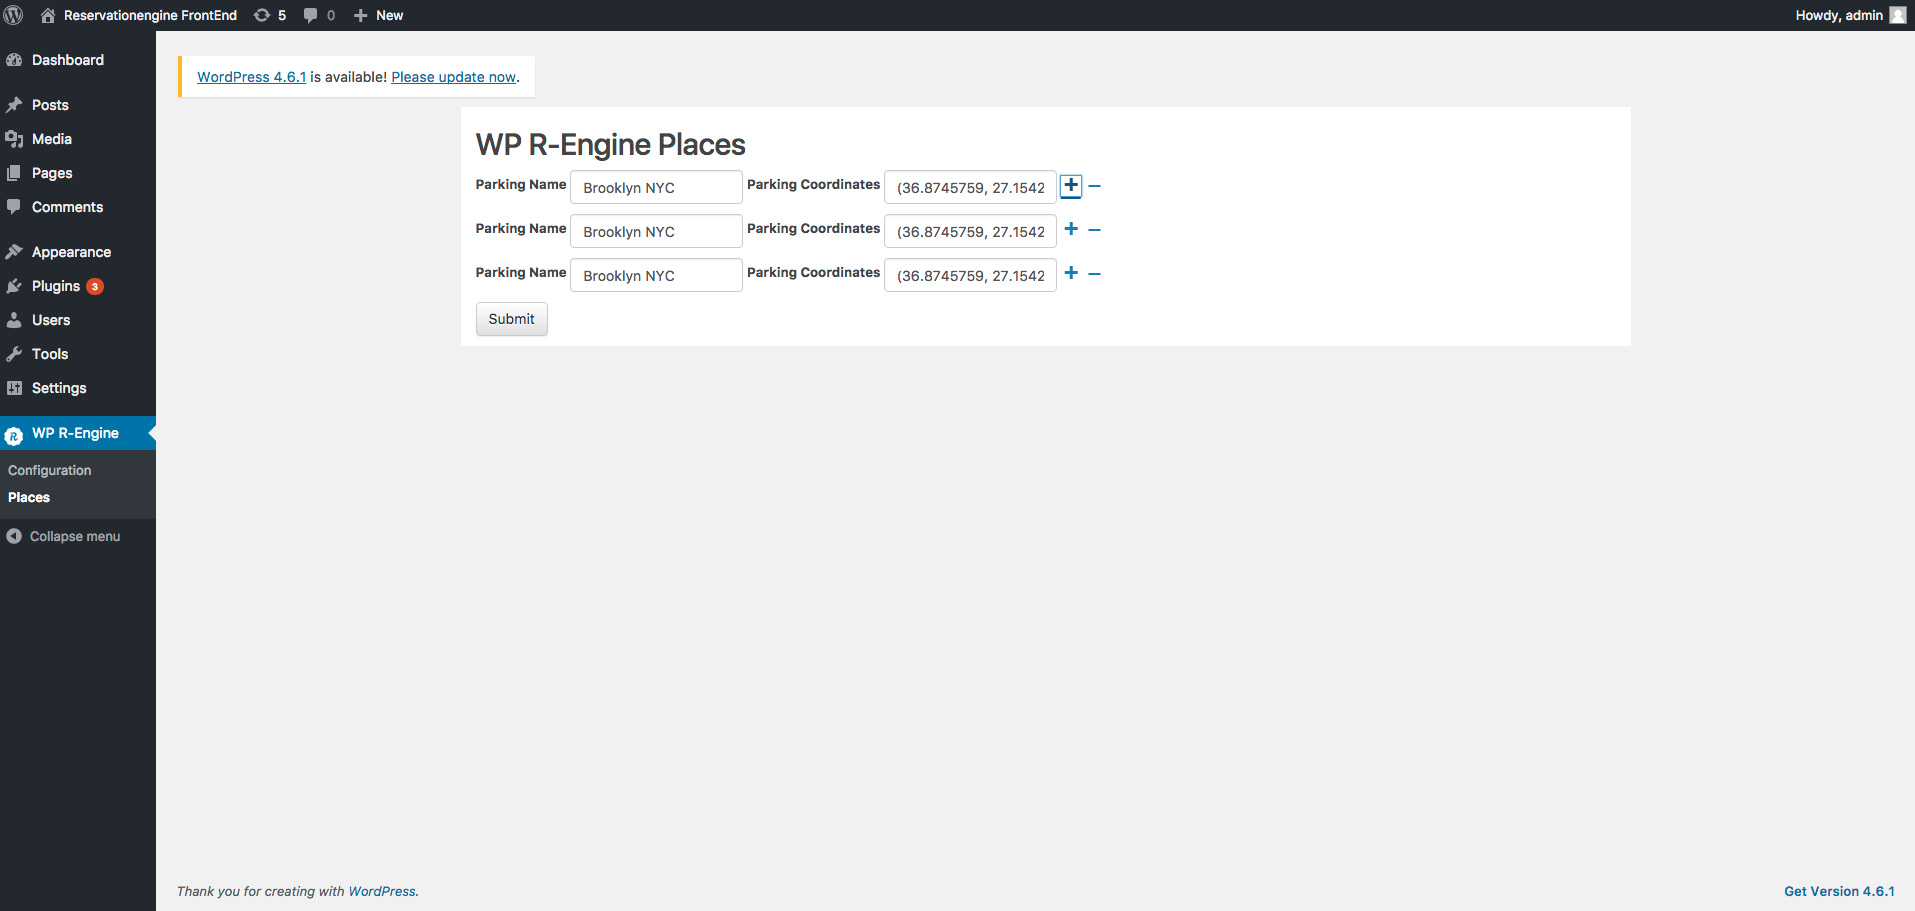 Reservationengine FrontEnd 5 0 New Howdy, admin
Dashboard
Posts
Media
Pages
Comments
Appearance
Plugins 3
Users
Tools
Settings
WP R-Engine
Configuration
Places
Collapse menu
WordPress 4.6.1 is available! Please update now.
WP R-Engine Places
Parking Name Brooklyn NYC Parking Coordinates (36.8745759, 27.1542
Parking Name Brooklyn NYC Parking Coordinates (36.8745759, 27.1542
Parking Name Brooklyn NYC Parking Coordinates (36.8745759, 27.1542
Submit
Thank you for creating with WordPress. Get Version 4.6.1